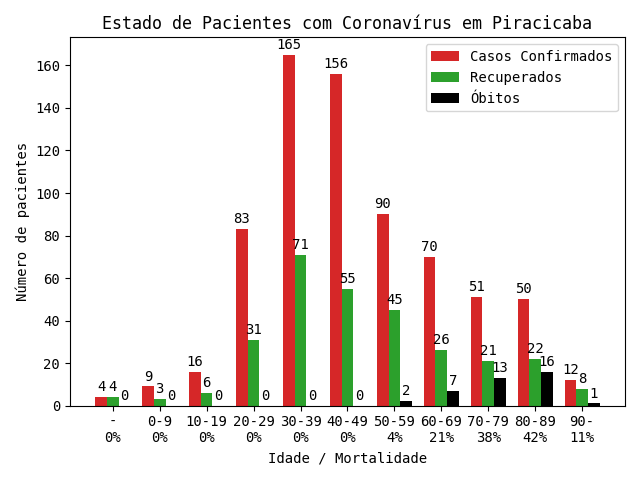 Estado de Pacientes com Coronavírus em Piracicaba
Casos Confirmados
Recuperados
Óbitos
Número de pacientes
160
140
120
100
80
60
40
20
0
4 4 0
9 3 0
16 6 0
83 31 0
165 71 0
156 55 0
90 45 2
70 26 7
51 21 13
50 22 16
12 8 1
- 0-9 10-19 20-29 30-39 40-49 50-59 60-69 70-79 80-89 90-
0% 0% 0% 0% 0% 0% 4% 21% 38% 42% 11%
Idade / Mortalidade